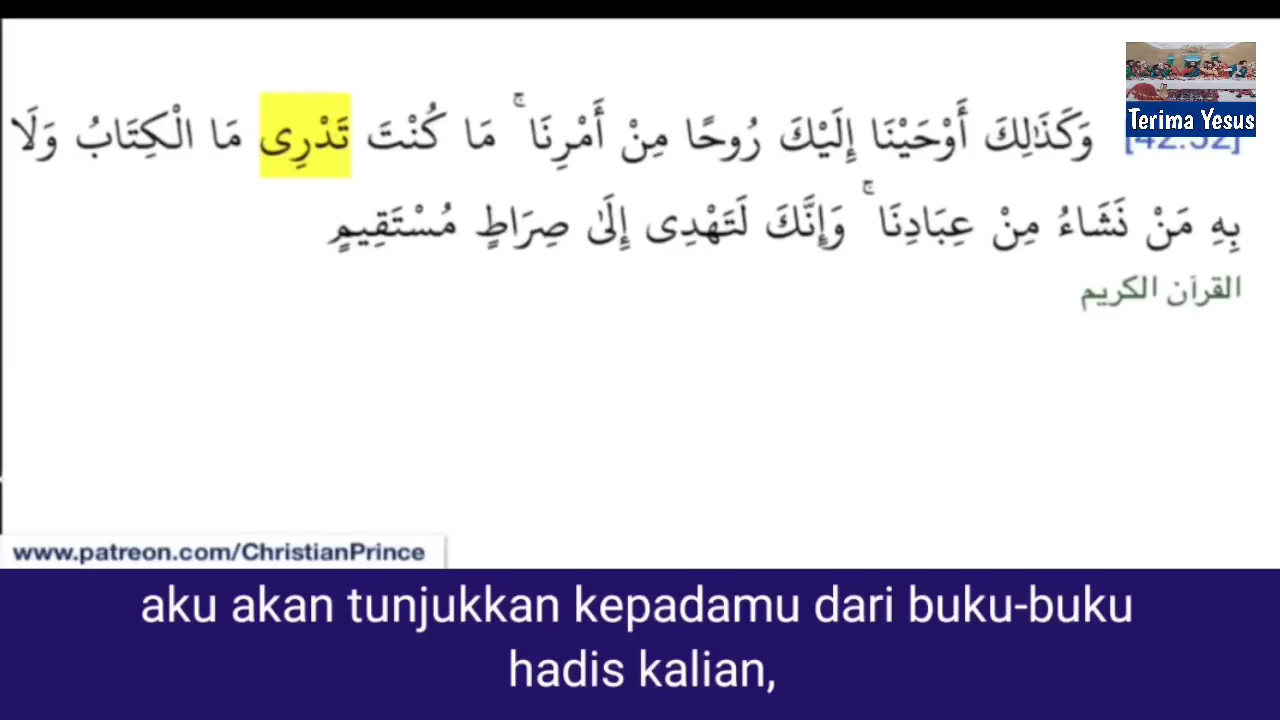 Terima Yesus
[42:52] وَكَذَٰلِكَ أَوْحَيْنَا إِلَيْكَ رُوحًا مِنْ أَمْرِنَا ۚ مَا كُنْتَ تَدْرِى مَا الْكِتَابُ وَلَا
بِهِ مَنْ نَشَاءُ مِنْ عِبَادِنَا ۚ وَإِنَّكَ لَتَهْدِى إِلَىٰ صِرَاطٍ مُسْتَقِيمٍ
القرآن الكريم
www.patreon.com/ChristianPrince
aku akan tunjukkan kepadamu dari buku-buku
hadis kalian,